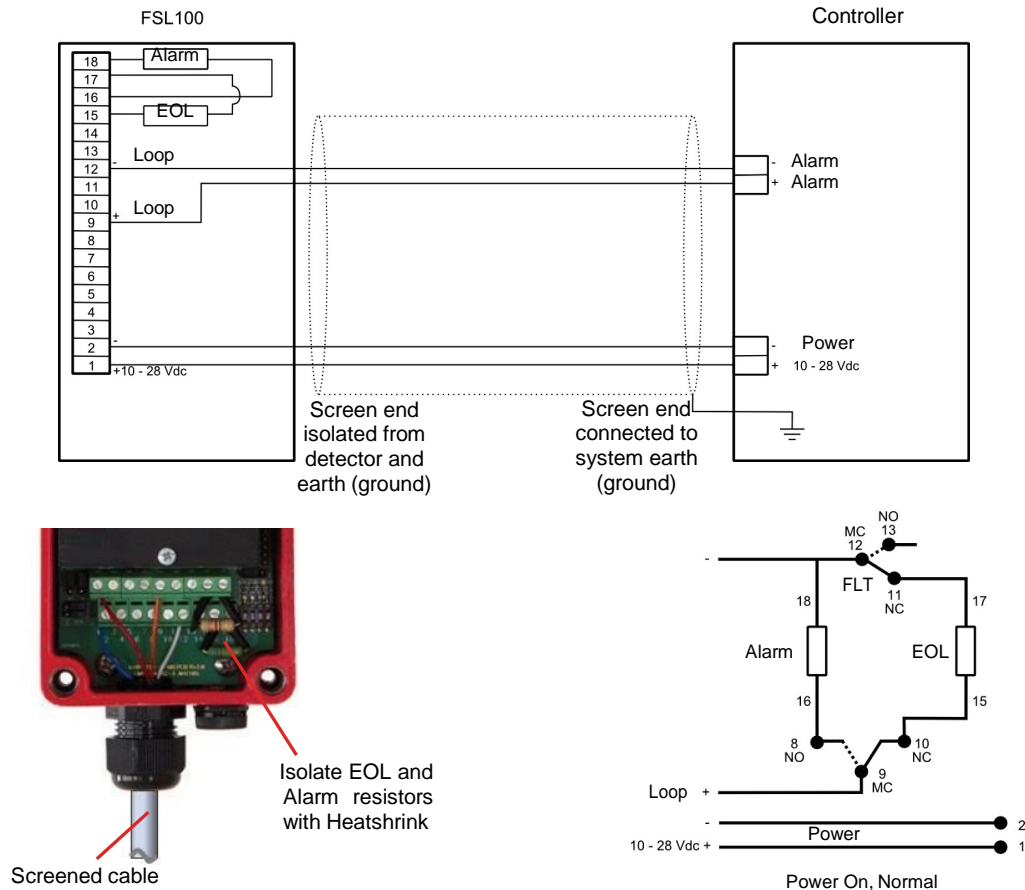 FSL100
Controller
18
Alarm
17
16
15
EOL
14
13
- Loop
12
11
10
+ Loop
9
8
7
6
5
4
3
-
2
1
+10 - 28 Vdc
- Alarm
+ Alarm
- Power
+ 10 - 28 Vdc
Screen end
isolated from
detector and
earth (ground)
Screen end
connected to
system earth
(ground)
Isolate EOL and
Alarm resistors
with Heatshrink
Screened cable
NO
13
MC
12
-
FLT
11
NC
18
17
Alarm
EOL
16
15
8
NO
10
NC
9
MC
Loop +
-
Power
2
10 - 28 Vdc +
1
Power On, Normal